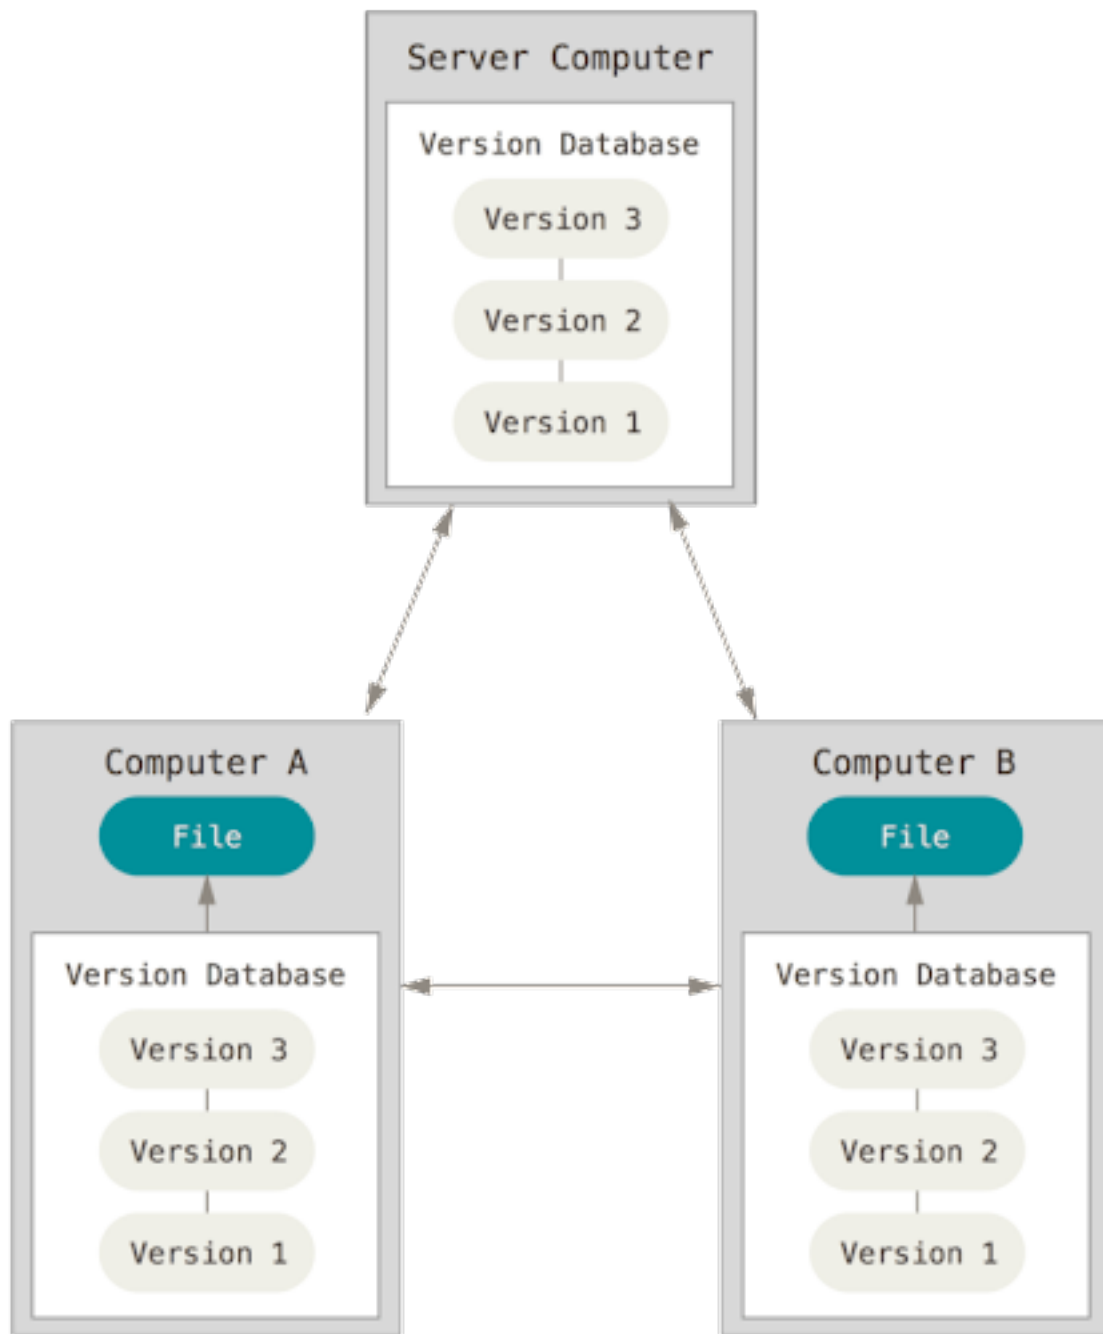 Server Computer
Version Database
Version 3
Version 2
Version 1
Computer A
File
Version Database
Version 3
Version 2
Version 1
Computer B
File
Version Database
Version 3
Version 2
Version 1